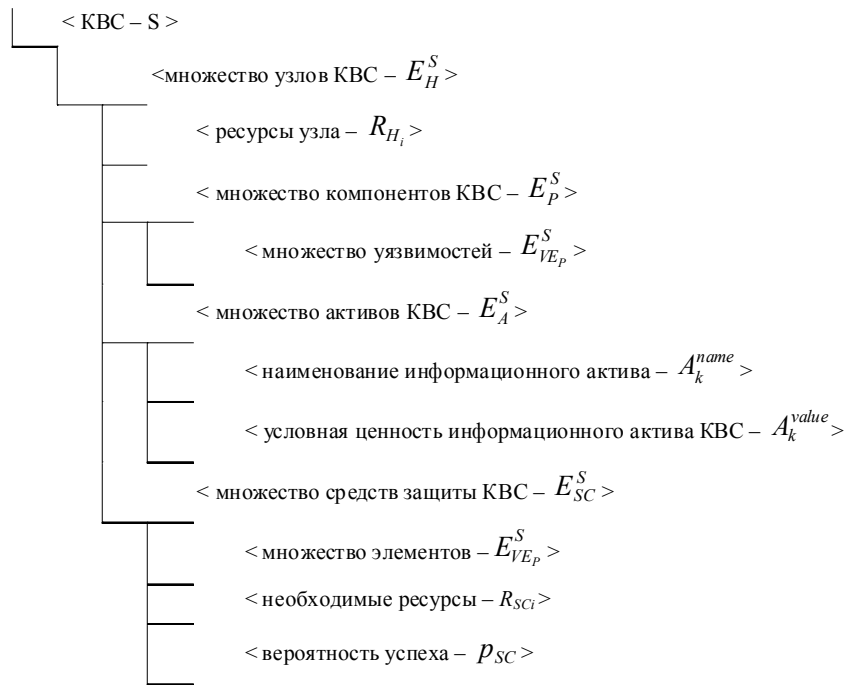 < КВС – S >
<множество узлов КВС – E_H^S >
< ресурсы узла – R_{H_i} >
< множество компонентов КВС – E_P^S >
< множество уязвимостей – E_{VE_P}^S >
< множество активов КВС – E_A^S >
< наименование информационного актива – A_k^{name} >
< условная ценность информационного актива КВС – A_k^{value} >
< множество средств защиты КВС – E_{SC}^S >
< множество элементов – E_{VE_P}^S >
< необходимые ресурсы – R_{SCi} >
< вероятность успеха – p_{SC} >